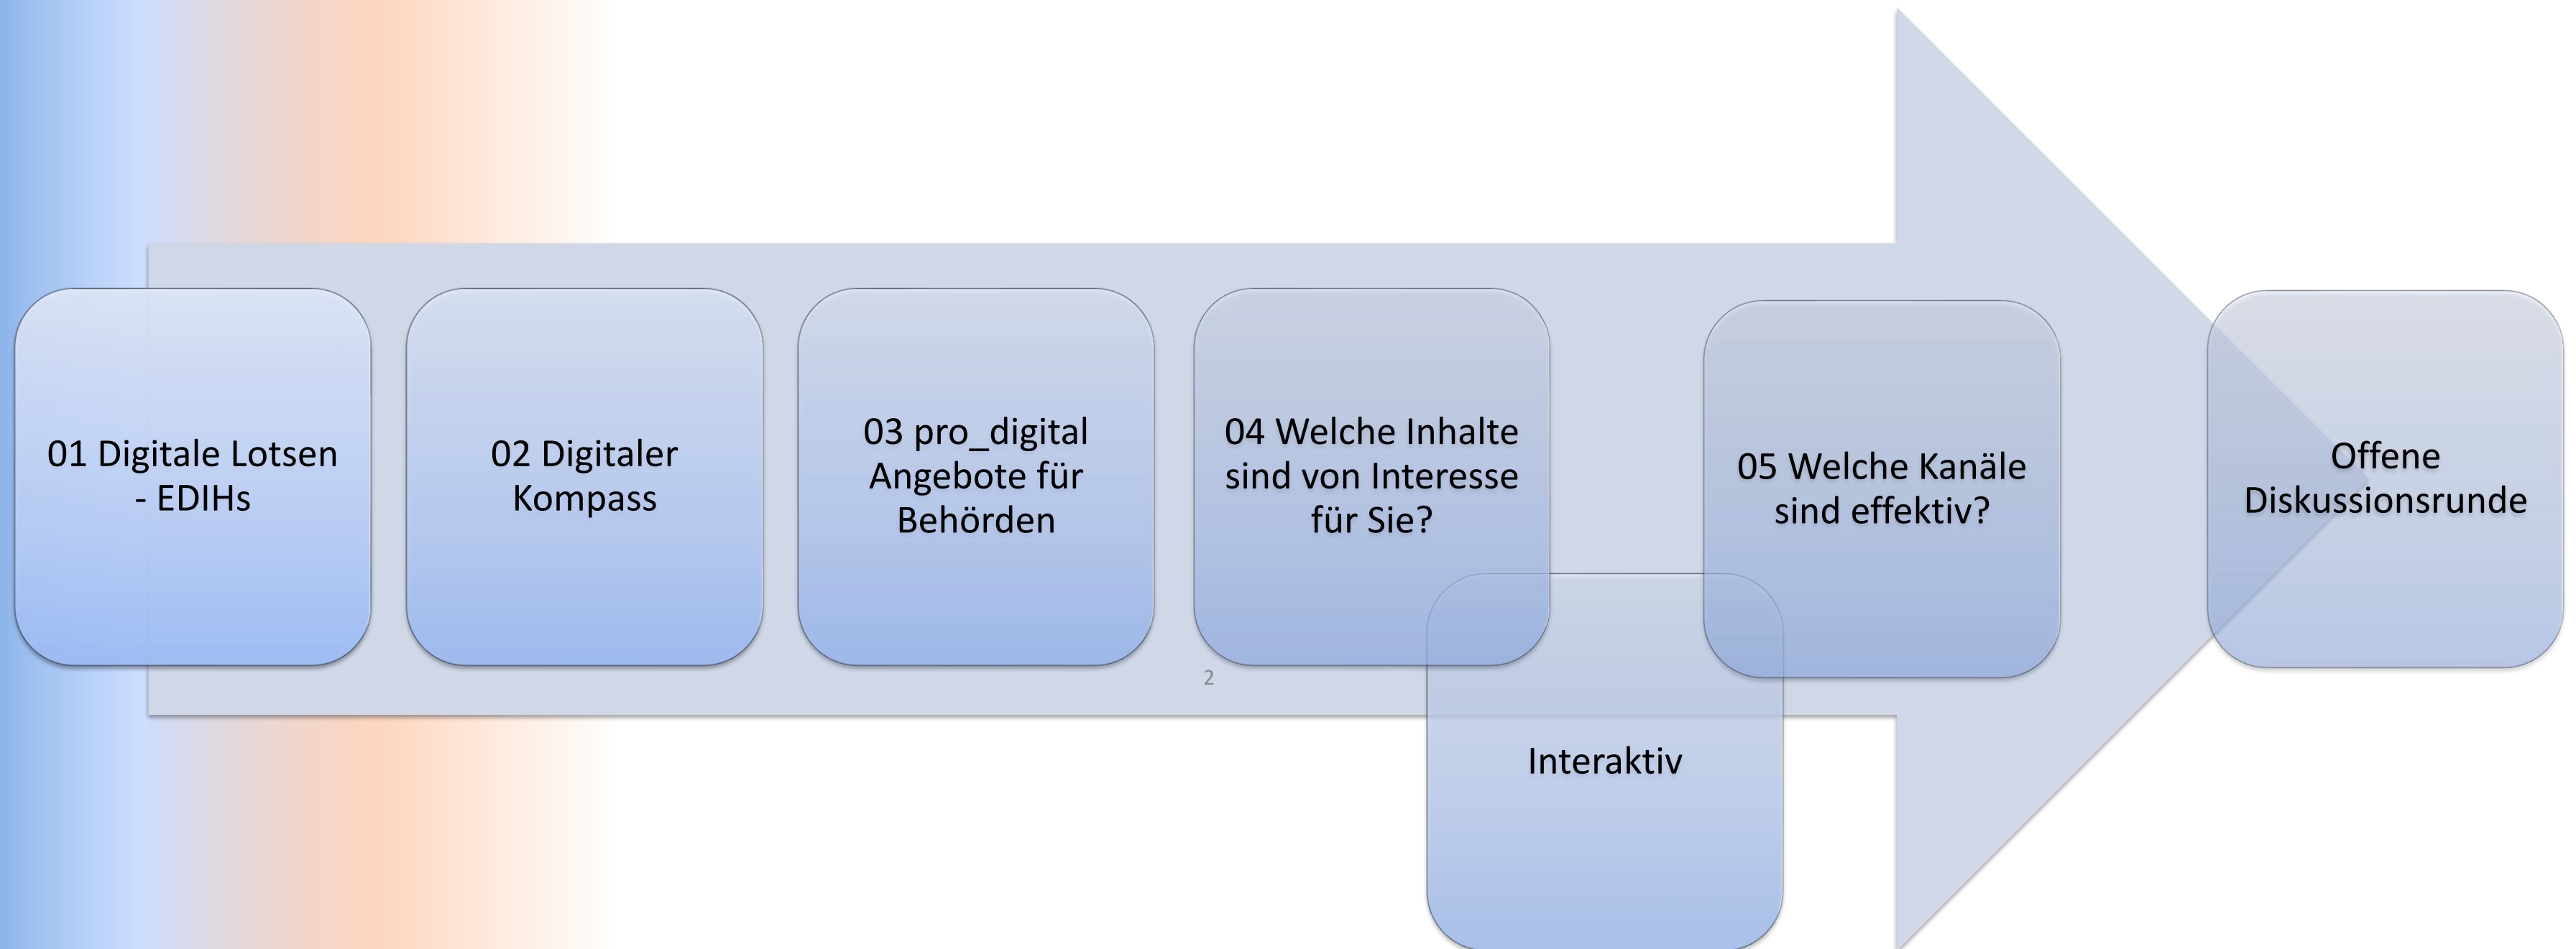 01 Digitale Lotsen
- EDIHs
02 Digitaler
Kompass
03 pro_digital
Angebote für
Behörden
04 Welche Inhalte
sind von Interesse
für Sie?
05 Welche Kanäle
sind effektiv?
Offene
Diskussionsrunde
2
Interaktiv